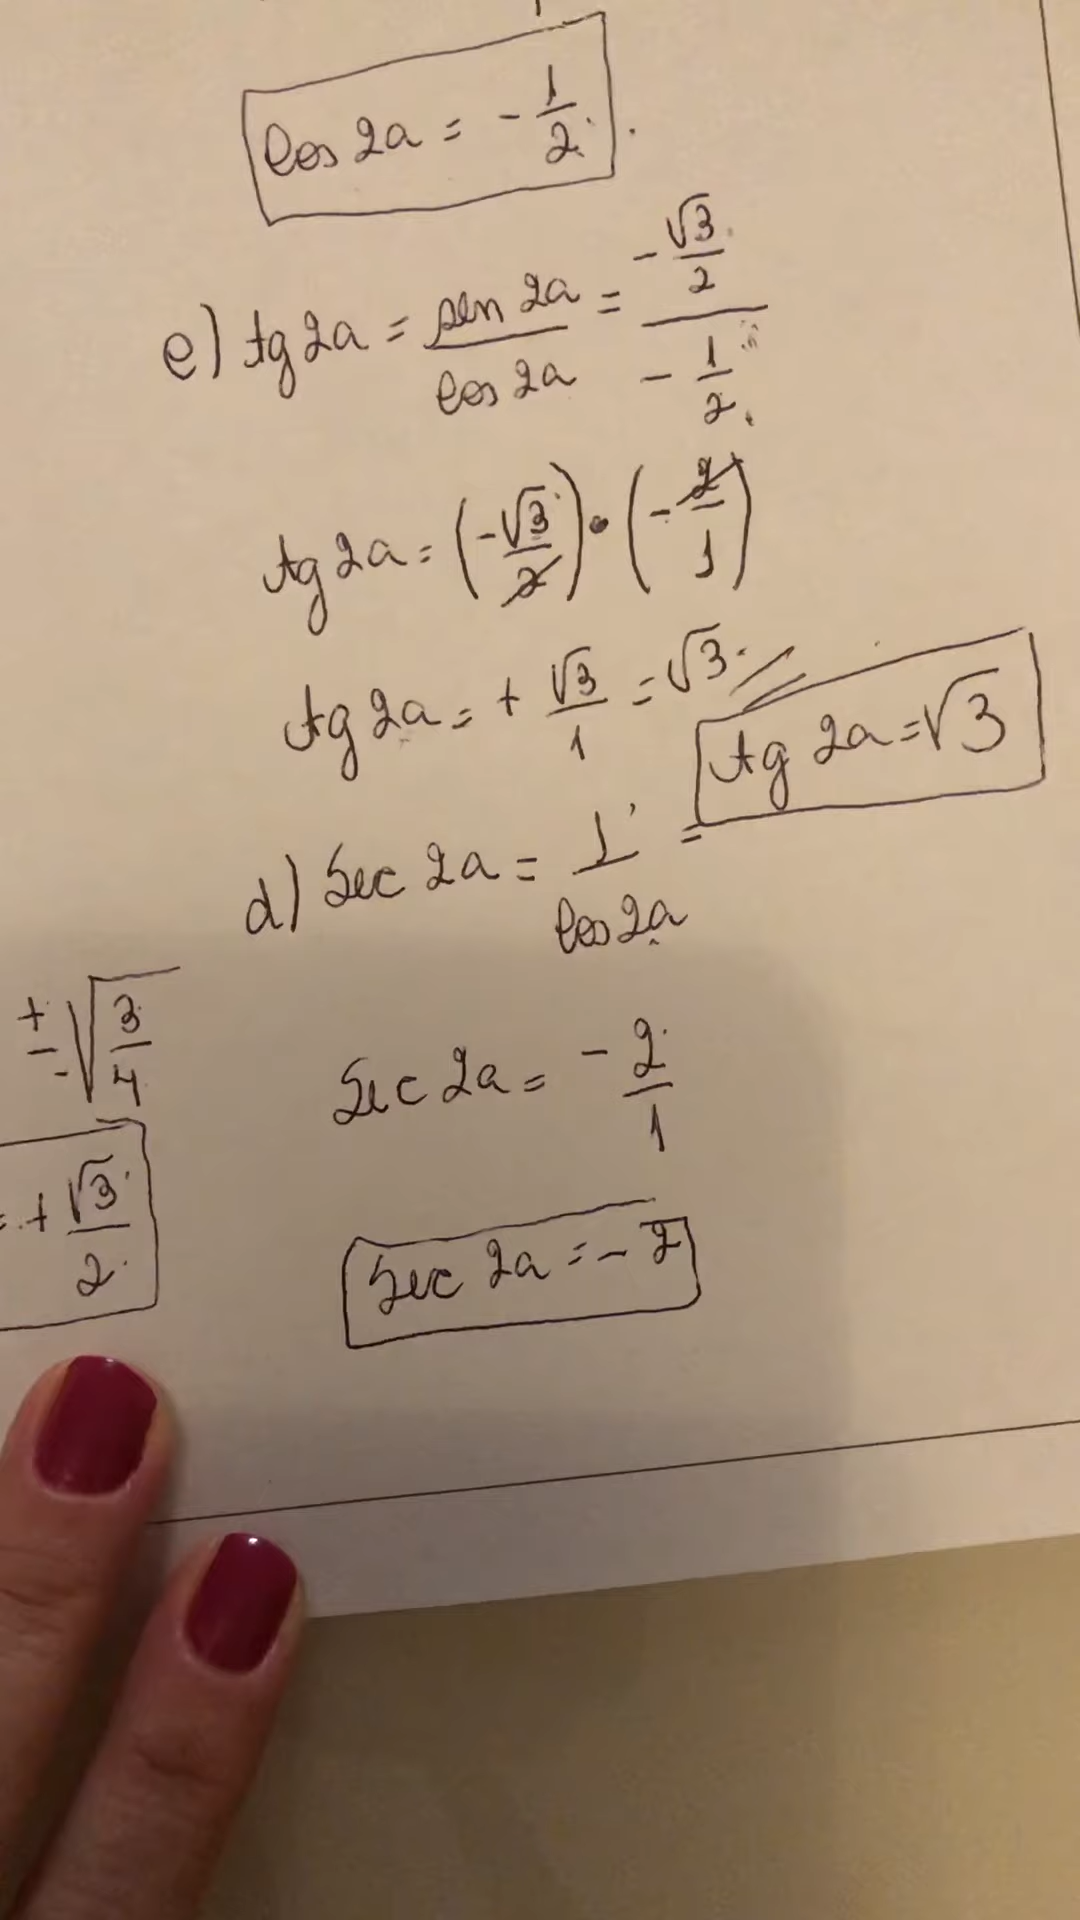 cos 2a = - 1/2.
c) tg 2a = sen 2a / cos 2a = (-√3/2) / (-1/2)
tg 2a = (-√3/2) · (-2/1)
tg 2a = + √3/1 = √3
tg 2a = √3
d) Sec 2a = 1/cos 2a =
± √3/4
Sec 2a = - 2/1
= + √3/2
Sec 2a = - 2